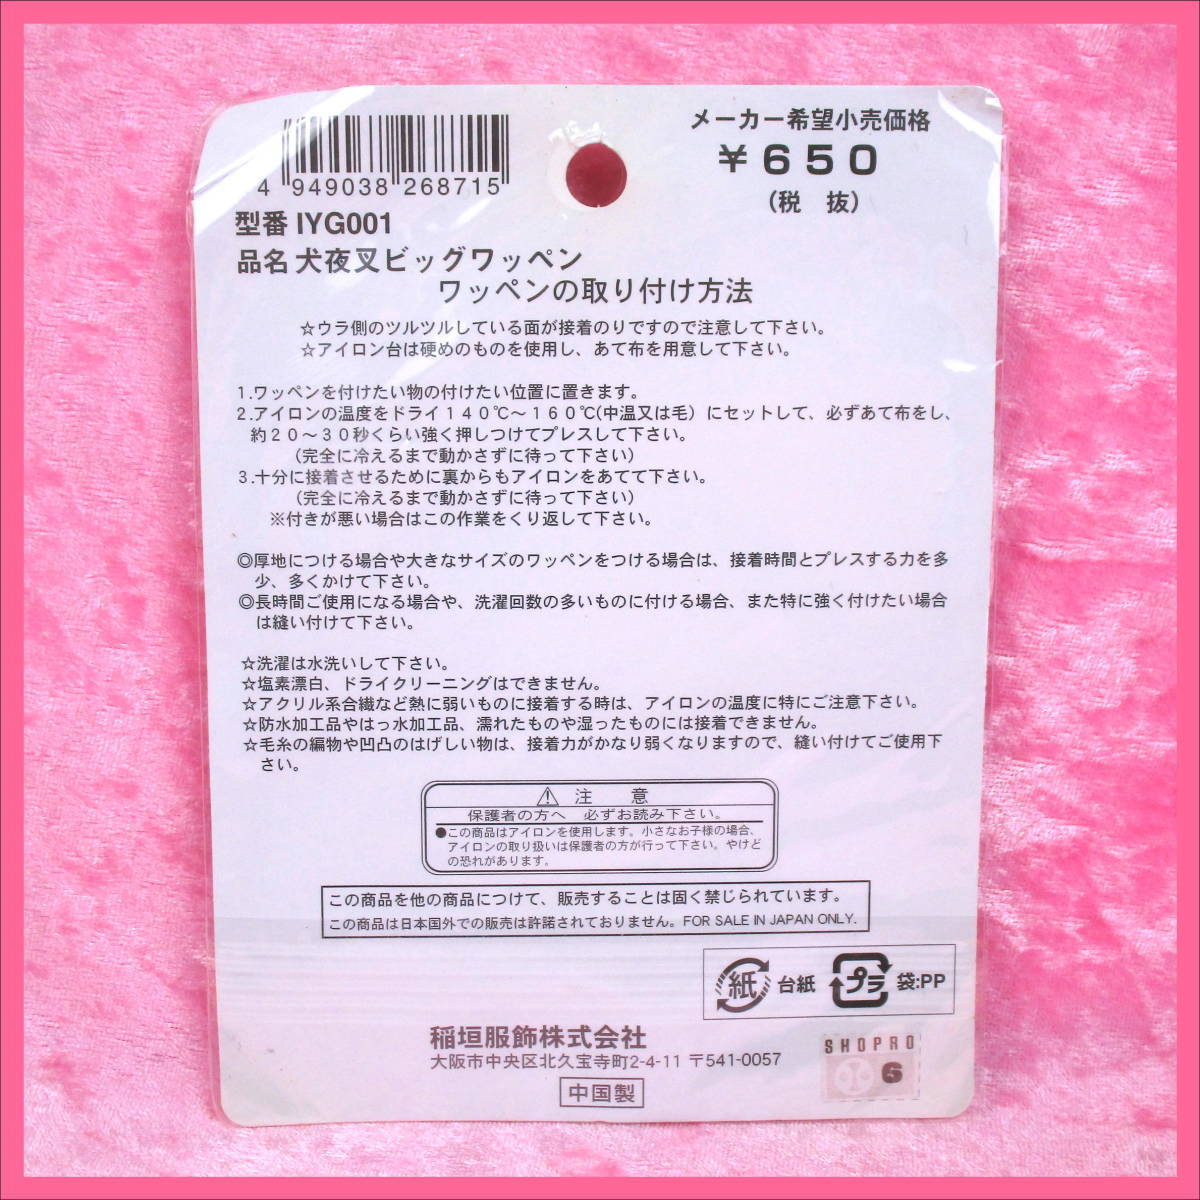 メーカー希望小売価格
￥650
（税　抜）
4 949038 268715
型番 IYG001
品名 犬夜叉ビッグワッペン
ワッペンの取り付け方法
☆ウラ側のツルツルしている面が接着のりですので注意して下さい。
☆アイロン台は硬めのものを使用し、あて布を用意して下さい。
1.ワッペンを付けたい物の付けたい位置に置きます。
2.アイロンの温度をドライ１４０℃～１６０℃(中温又は毛）にセットして、必ずあて布をし、
約２０～３０秒くらい強く押しつけてプレスして下さい。
（完全に冷えるまで動かさずに待って下さい）
3.十分に接着させるために裏からもアイロンをあてて下さい。
（完全に冷えるまで動かさずに待って下さい）
※付きが悪い場合はこの作業をくり返して下さい。
◎厚地につける場合や大きなサイズのワッペンをつける場合は、接着時間とプレスする力を多
少、多くかけて下さい。
◎長時間ご使用になる場合や、洗濯回数の多いものに付ける場合、また特に強く付けたい場合
は縫い付けて下さい。
☆洗濯は水洗いして下さい。
☆塩素漂白、ドライクリーニングはできません。
☆アクリル系合繊など熱に弱いものに接着する時は、アイロンの温度に特にご注意下さい。
☆防水加工品やはっ水加工品、濡れたものや湿ったものには接着できません。
☆毛糸の編物や凹凸のはげしい物は、接着力がかなり弱くなりますので、縫い付けてご使用下
さい。
注　意
保護者の方へ　必ずお読み下さい。
●この商品はアイロンを使用します。小さなお子様の場合、
アイロンの取り扱いは保護者の方が行って下さい。やけど
の恐れがあります。
この商品を他の商品につけて、販売することは固く禁じられています。
この商品は日本国外での販売は許諾されておりません。FOR SALE IN JAPAN ONLY.
紙 台紙 プラ 袋:PP
稲垣服飾株式会社
大阪市中央区北久宝寺町2-4-11 〒541-0057
中国製
SHOPRO
6